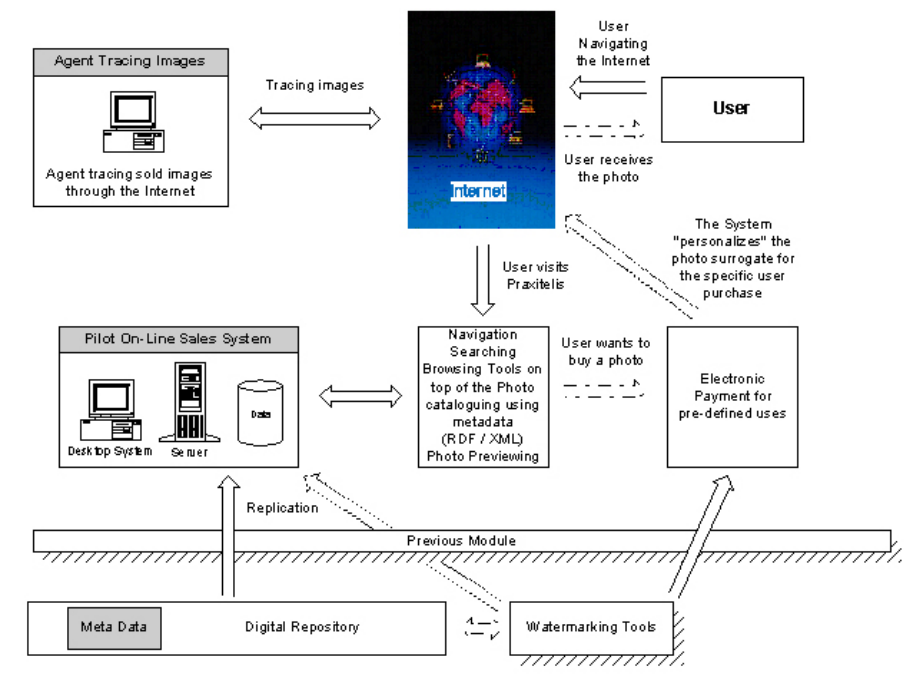 Agent Tracing Images
Agent tracing sold images
through the Internet
Tracing images
Internet
User
Navigating
the Internet
User
User receives
the photo
The System
"personalizes" the
photo surrogate for
the specific user
purchase
User visits
Praxitelis
Pilot On-Line Sales System
Desktop System
Server
Data
Navigation
Searching
Browsing Tools on
top of the Photo
cataloguing using
metadata
(RDF / XML)
Photo Previewing
User wants to
buy a photo
Electronic
Payment for
pre-defined uses
Replication
Previous Module
Meta Data
Digital Repository
Watermarking Tools